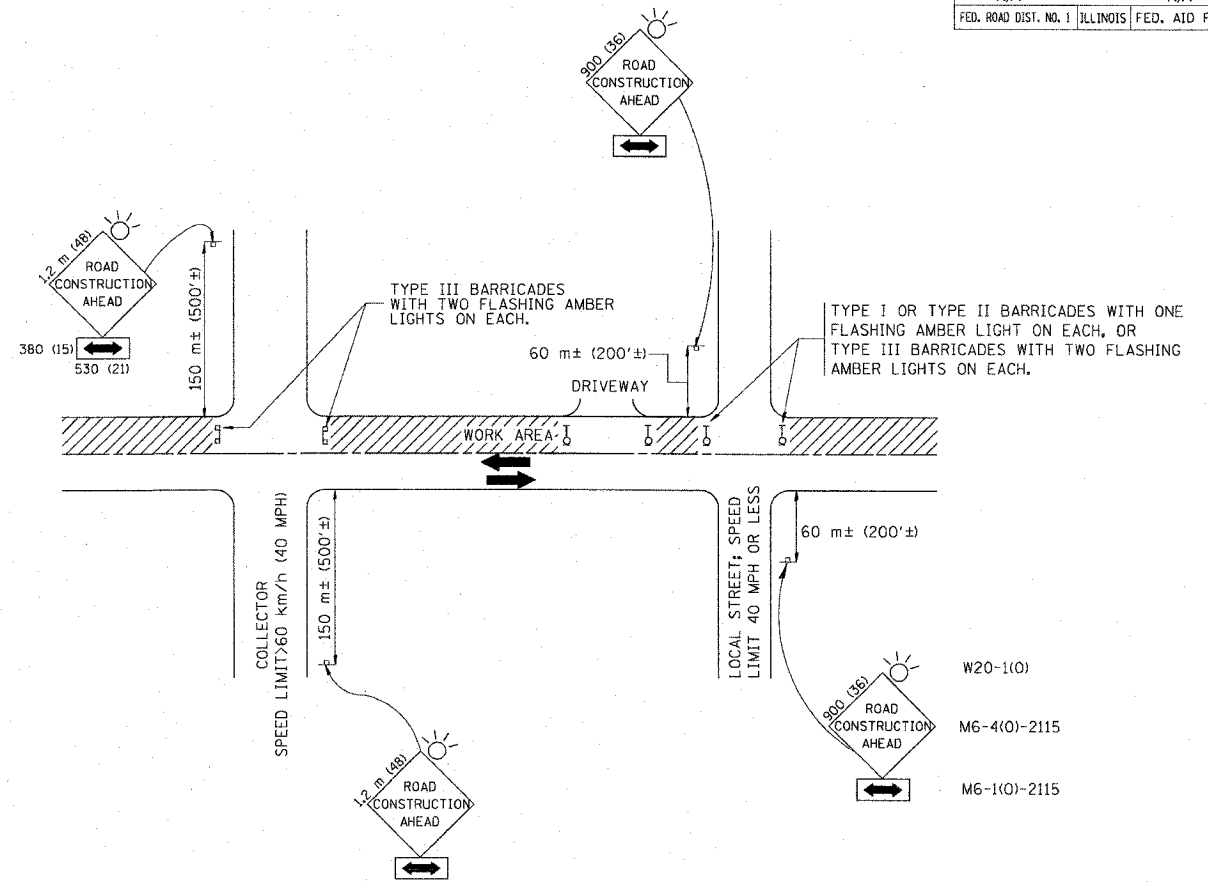 FED. ROAD DIST. NO. 1 ILLINOIS FED. AID
900 (36)
ROAD
CONSTRUCTION
AHEAD
1.2 m (48)
ROAD
CONSTRUCTION
AHEAD
380 (15)
530 (21)
150 m± (500'±)
TYPE III BARRICADES
WITH TWO FLASHING AMBER
LIGHTS ON EACH.
60 m± (200'±)
DRIVEWAY
TYPE I OR TYPE II BARRICADES WITH ONE
FLASHING AMBER LIGHT ON EACH, OR
TYPE III BARRICADES WITH TWO FLASHING
AMBER LIGHTS ON EACH.
WORK AREA
COLLECTOR
SPEED LIMIT>60 km/h (40 MPH)
150 m± (500'±)
LOCAL STREET; SPEED
LIMIT 40 MPH OR LESS
60 m± (200'±)
900 (36)
ROAD
CONSTRUCTION
AHEAD
W20-1(O)
M6-4(O)-2115
M6-1(O)-2115
1.2 m (48)
ROAD
CONSTRUCTION
AHEAD